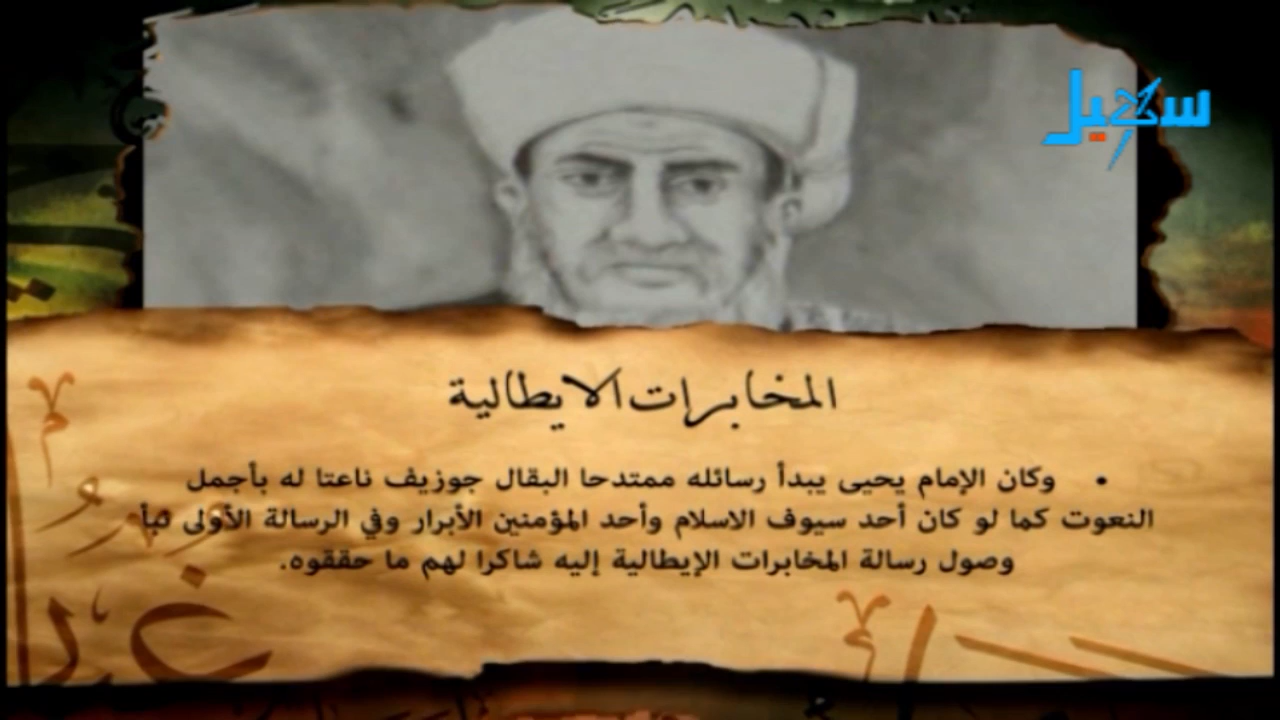 سهيل
المخابرات الايطالية
• وكان الإمام يحيى يبدأ رسائله ممتدحا البقال جوزيف ناعتا له بأجمل
النعوت كما لو كان أحد سيوف الاسلام وأحد المؤمنين الأبرار وفي الرسالة الأولى نبأ
وصول رسالة المخابرات الإيطالية إليه شاكرا لهم ما حققوه.